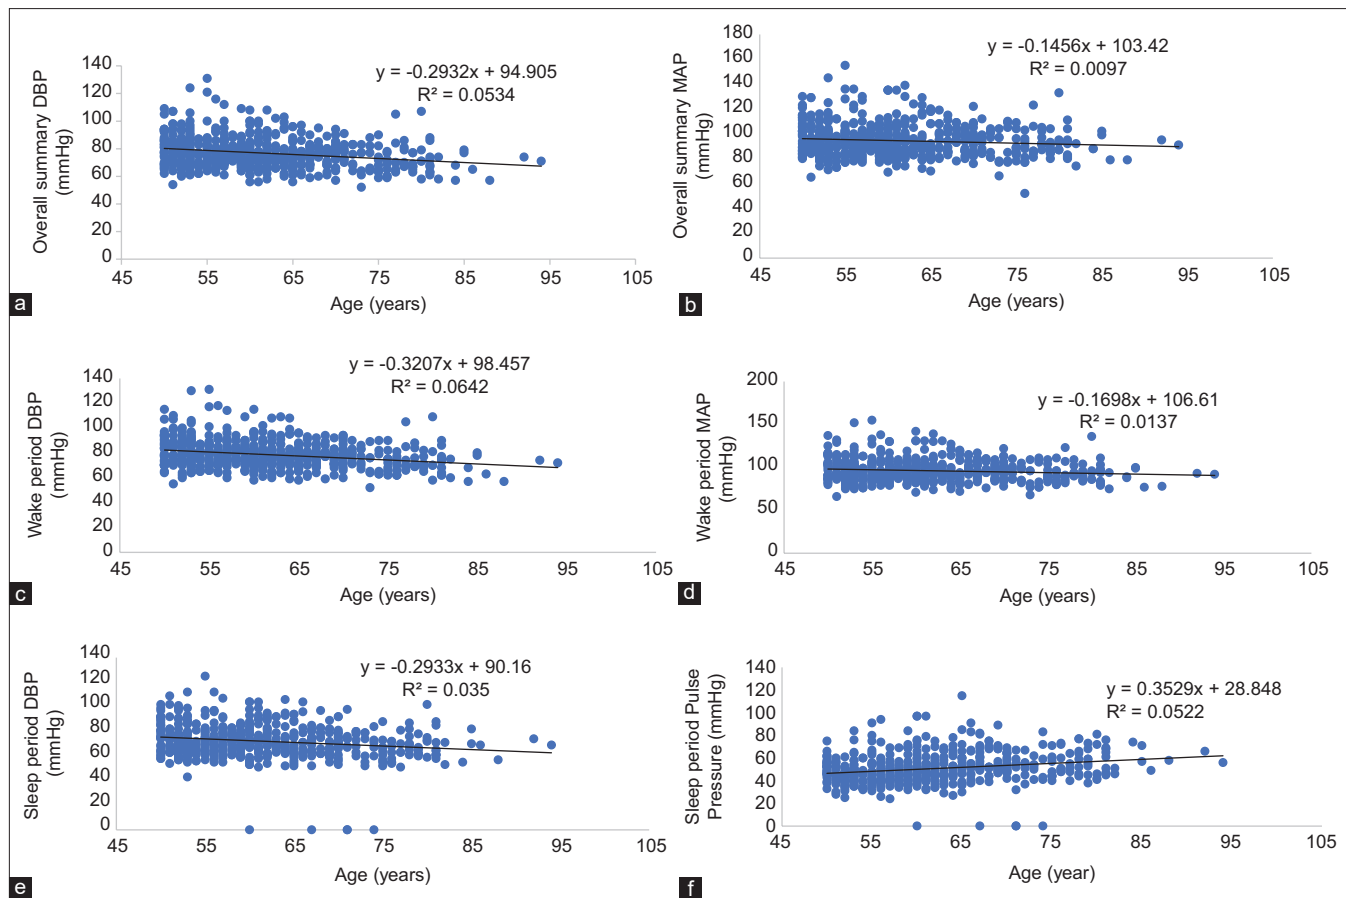 y = -0.2932x + 94.905
R² = 0.0534
Overall summary DBP
(mmHg)
140
120
100
80
60
40
20
0
45 55 65 75 85 95 105
Age (years)
a
y = -0.1456x + 103.42
R² = 0.0097
Overall summary MAP
(mmHg)
180
160
140
120
100
80
60
40
20
0
45 55 65 75 85 95 105
Age (years)
b
y = -0.3207x + 98.457
R² = 0.0642
Wake period DBP
(mmHg)
140
120
100
80
60
40
20
0
45 55 65 75 85 95 105
Age (years)
c
y = -0.1698x + 106.61
R² = 0.0137
Wake period MAP
(mmHg)
200
150
100
50
0
45 55 65 75 85 95 105
Age (years)
d
y = -0.2933x + 90.16
R² = 0.035
Sleep period DBP
(mmHg)
140
120
100
80
60
40
20
0
45 55 65 75 85 95 105
Age (years)
e
y = 0.3529x + 28.848
R² = 0.0522
Sleep period Pulse
Pressure (mmHg)
140
120
100
80
60
40
20
0
45 55 65 75 85 95 105
Age (year)
f